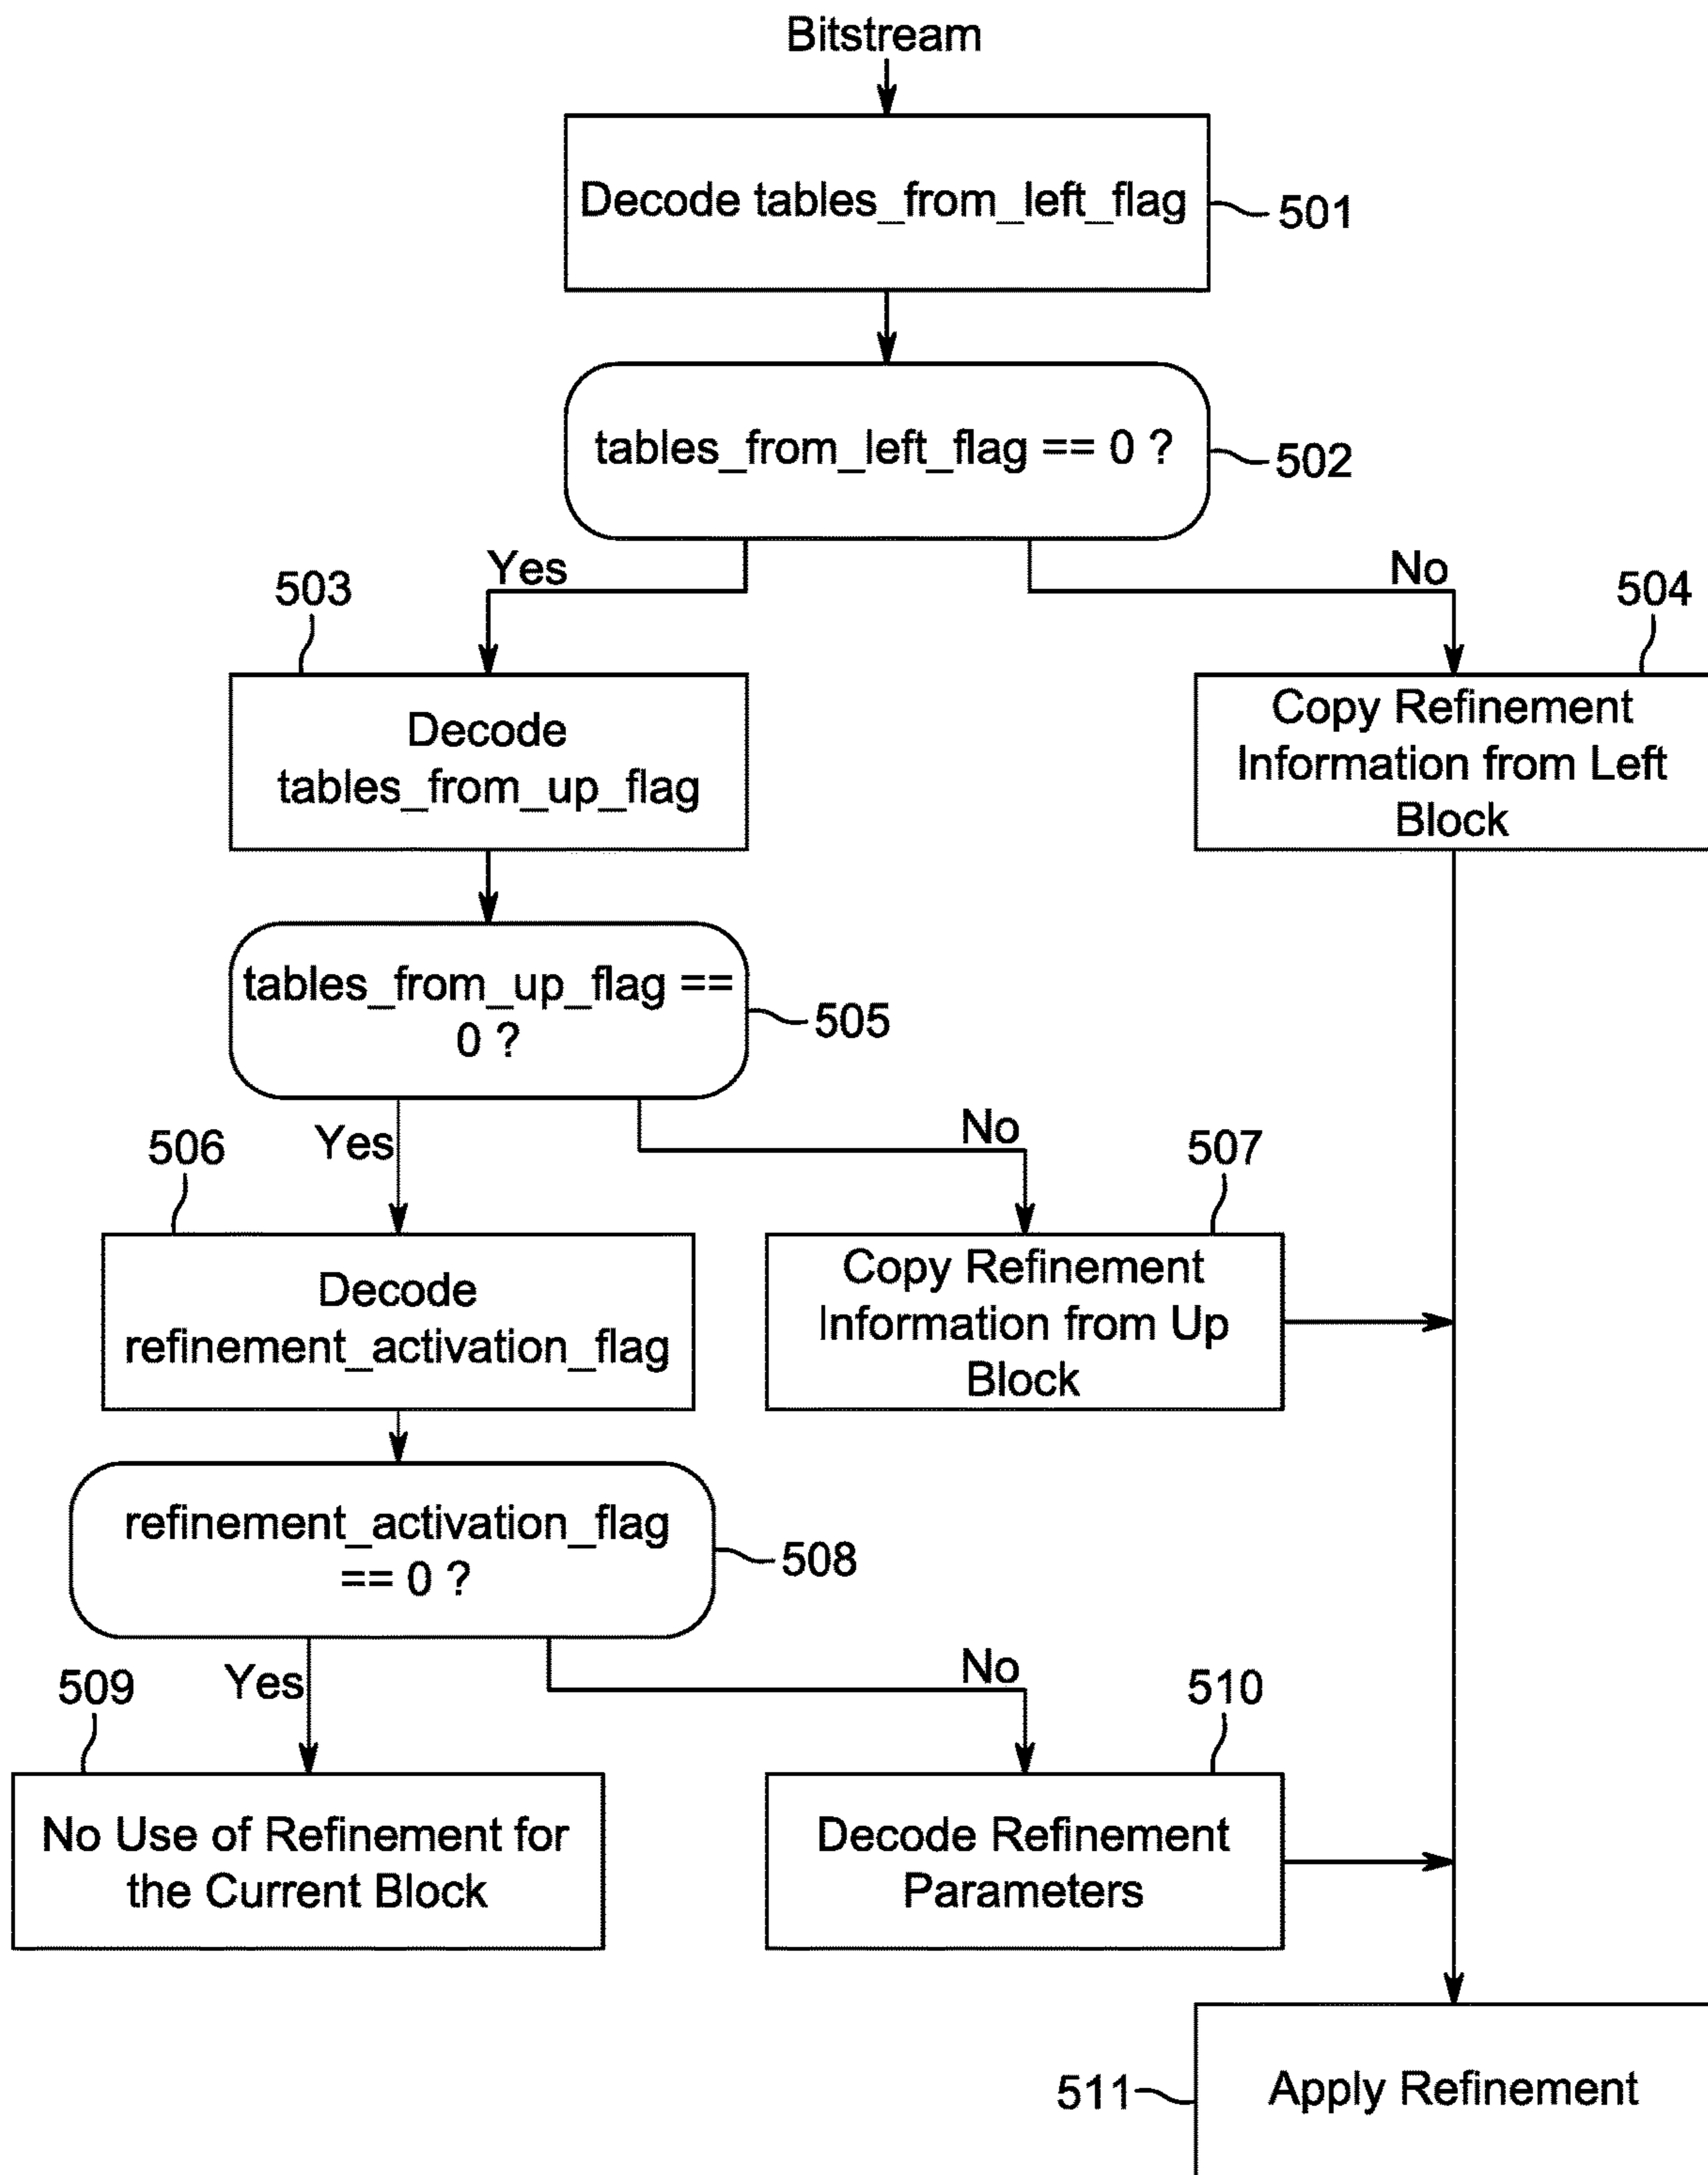 Bitstream
Decode tables_from_left_flag
501
tables_from_left_flag == 0 ?
502
Yes
No
503
504
Decode
tables_from_up_flag
Copy Refinement
Information from Left
Block
tables_from_up_flag ==
0 ?
505
Yes
No
506
507
Decode
refinement_activation_flag
Copy Refinement
Information from Up
Block
refinement_activation_flag
== 0 ?
508
Yes
No
509
510
No Use of Refinement for
the Current Block
Decode Refinement
Parameters
511
Apply Refinement